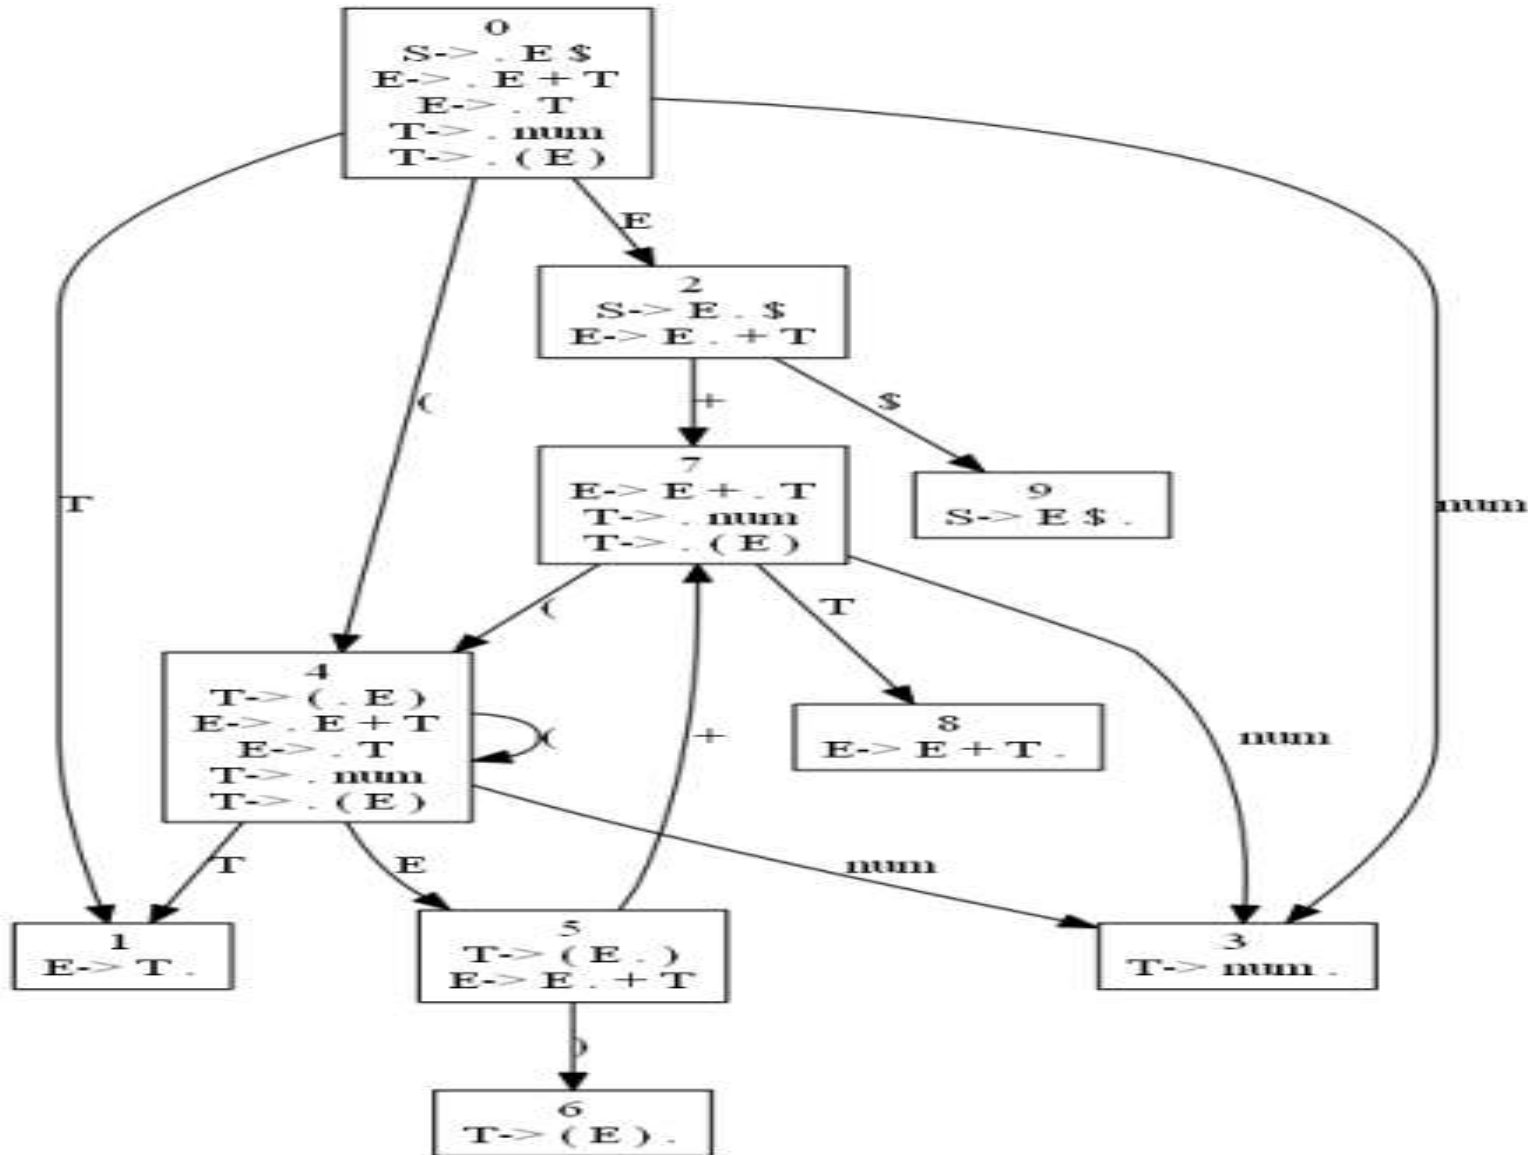 0
S-> . E $
E-> . E + T
E-> . T
T-> . num
T-> . ( E )
E
2
S-> E . $
E-> E . + T
(
+
$
7
E-> E + . T
T-> . num
T-> . ( E )
9
S-> E $ .
T
num
(
T
4
T-> ( . E )
E-> . E + T
E-> . T
T-> . num
T-> . ( E )
(
+
8
E-> E + T .
num
T
E
num
1
E-> T .
5
T-> ( E . )
E-> E . + T
3
T-> num .
)
6
T-> ( E ) .